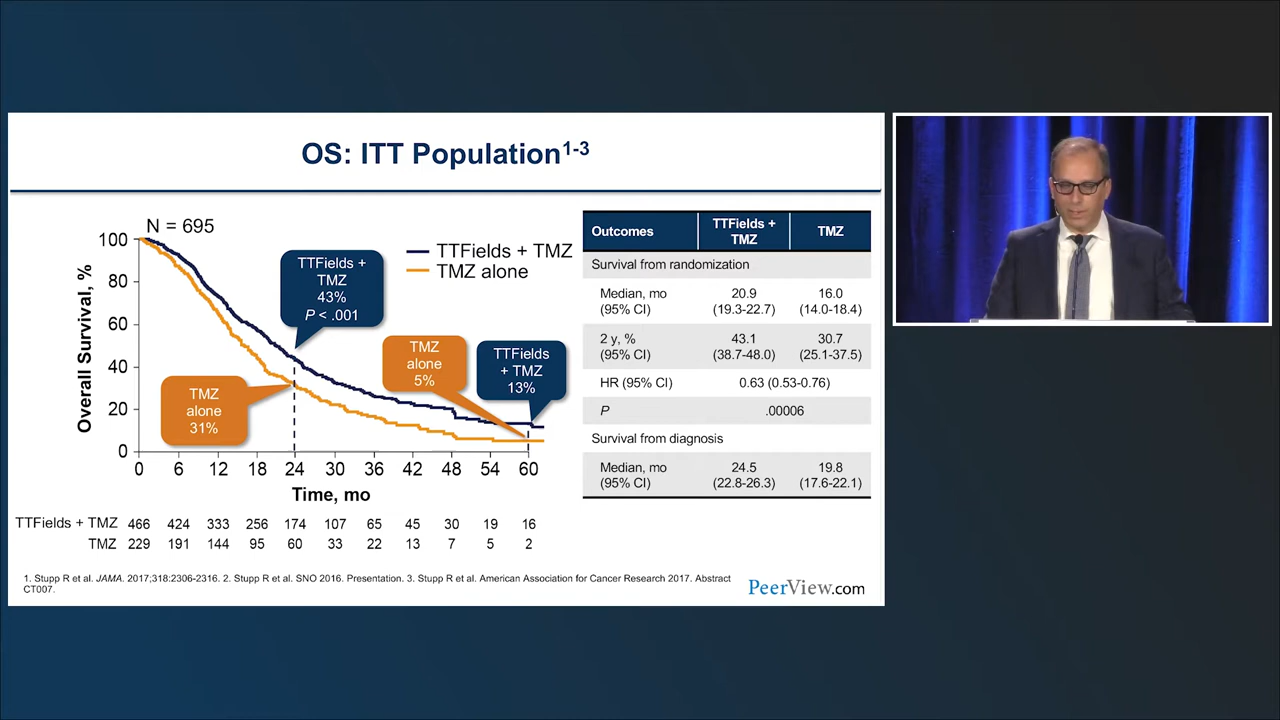 OS: ITT Population1-3
N = 695
TTFields + TMZ
TMZ alone
Overall Survival, %
100
80
60
40
20
0
TTFields +
TMZ
43%
P < .001
TMZ
alone
31%
TMZ
alone
5%
TTFields
+ TMZ
13%
0 6 12 18 24 30 36 42 48 54 60
Time, mo
TTFields + TMZ 466 424 333 256 174 107 65 45 30 19 16
TMZ 229 191 144 95 60 33 22 13 7 5 2
Outcomes TTFields + TMZ TMZ
Survival from randomization
Median, mo 20.9 16.0
(95% CI) (19.3-22.7) (14.0-18.4)
2 y, % 43.1 30.7
(95% CI) (38.7-48.0) (25.1-37.5)
HR (95% CI) 0.63 (0.53-0.76)
P .00006
Survival from diagnosis
Median, mo 24.5 19.8
(95% CI) (22.8-26.3) (17.6-22.1)
1. Stupp R et al. JAMA. 2017;318:2306-2316. 2. Stupp R et al. SNO 2016. Presentation. 3. Stupp R et al. American Association for Cancer Research 2017. Abstract
CT007.
PeerView.com